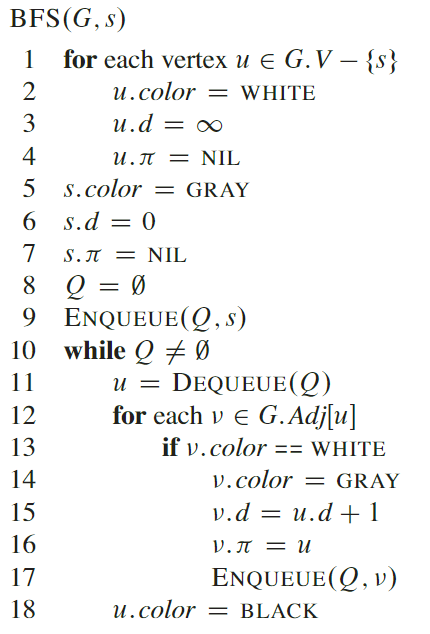 BFS(G, s)
1 for each vertex u ∈ G.V − {s}
2 u.color = WHITE
3 u.d = ∞
4 u.π = NIL
5 s.color = GRAY
6 s.d = 0
7 s.π = NIL
8 Q = ∅
9 ENQUEUE(Q, s)
10 while Q ≠ ∅
11 u = DEQUEUE(Q)
12 for each v ∈ G.Adj[u]
13 if v.color == WHITE
14 v.color = GRAY
15 v.d = u.d + 1
16 v.π = u
17 ENQUEUE(Q, v)
18 u.color = BLACK